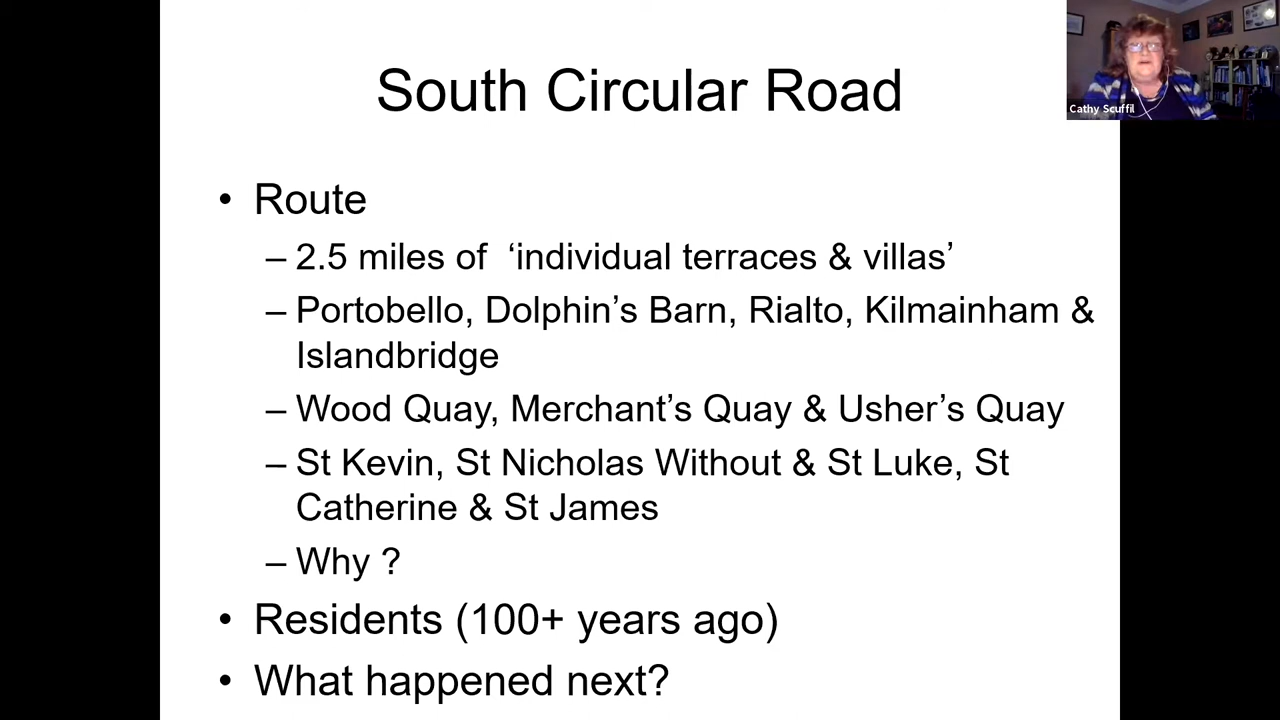 South Circular Road
Cathy Scuffil
• Route
– 2.5 miles of ‘individual terraces & villas’
– Portobello, Dolphin’s Barn, Rialto, Kilmainham &
Islandbridge
– Wood Quay, Merchant’s Quay & Usher’s Quay
– St Kevin, St Nicholas Without & St Luke, St
Catherine & St James
– Why ?
• Residents (100+ years ago)
• What happened next?